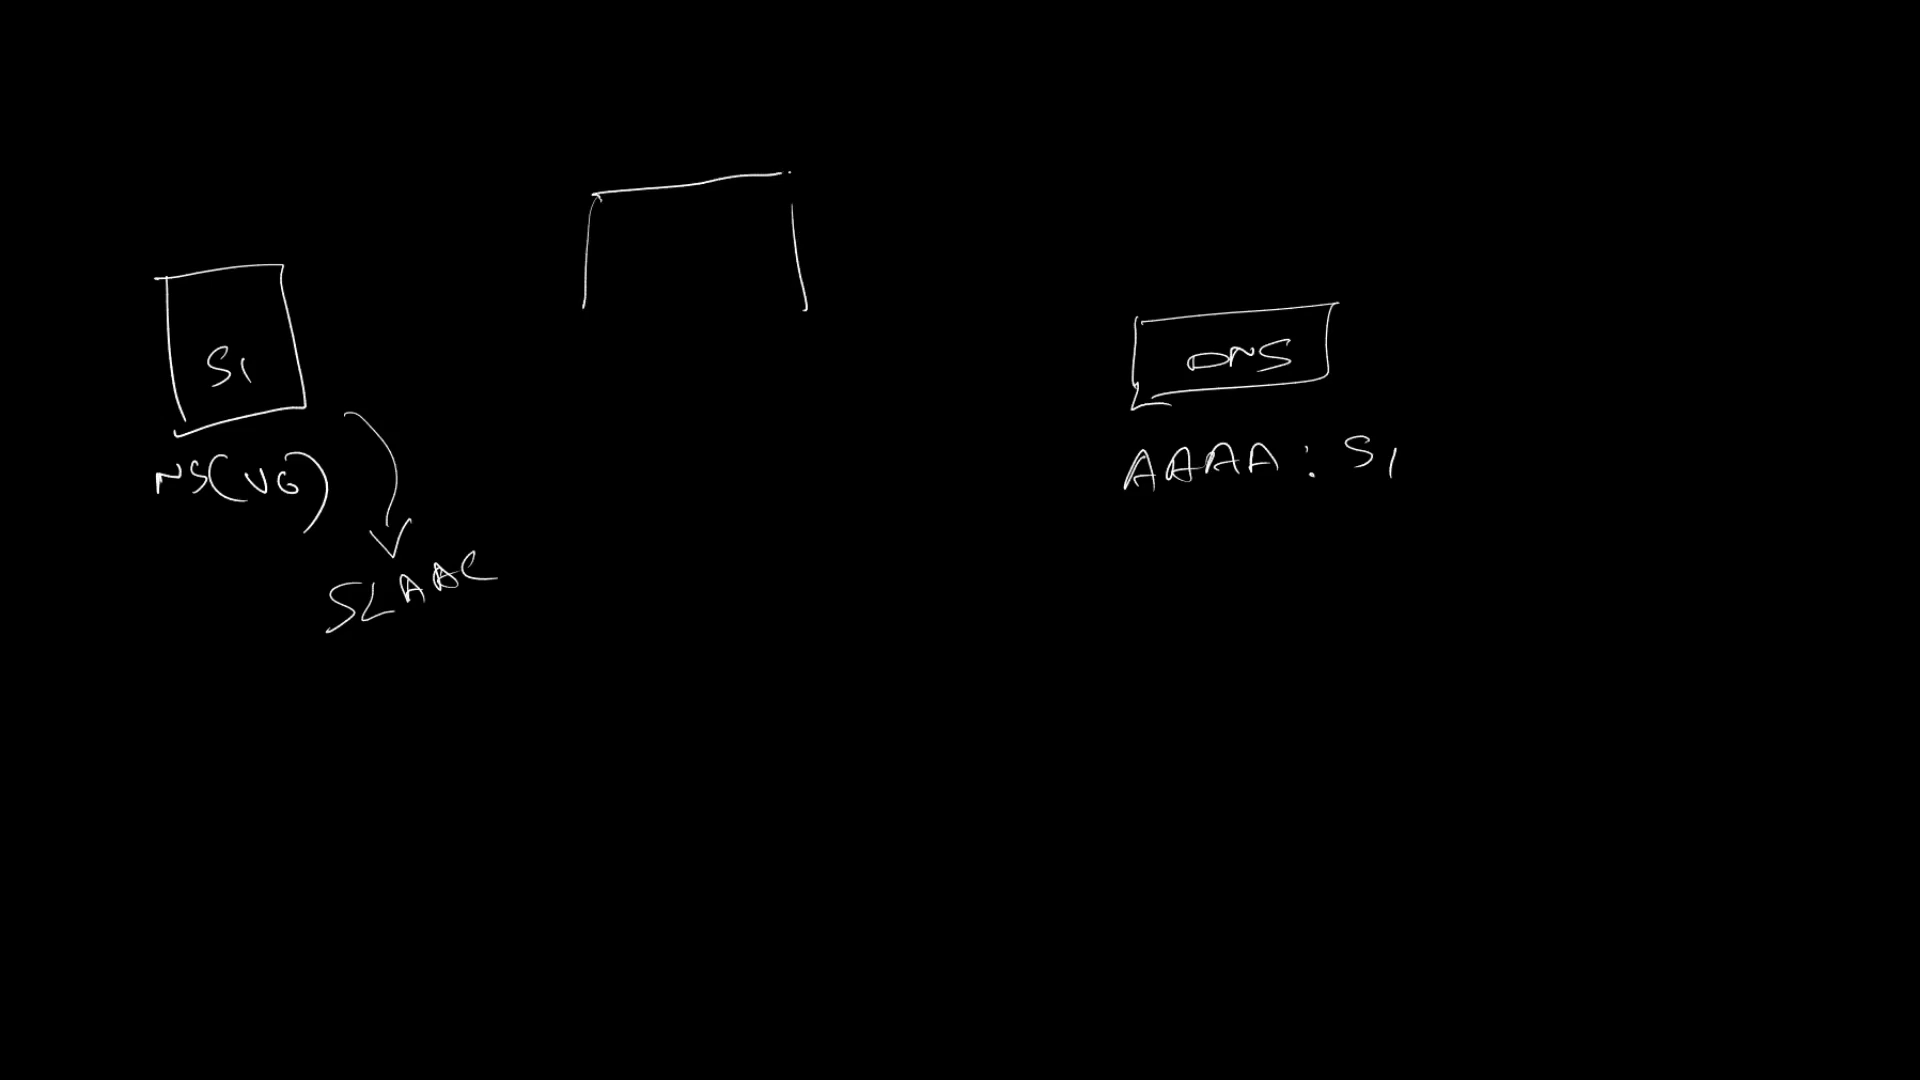 S1
DNS
NS(V6)
AAAA : S1
SLAAC